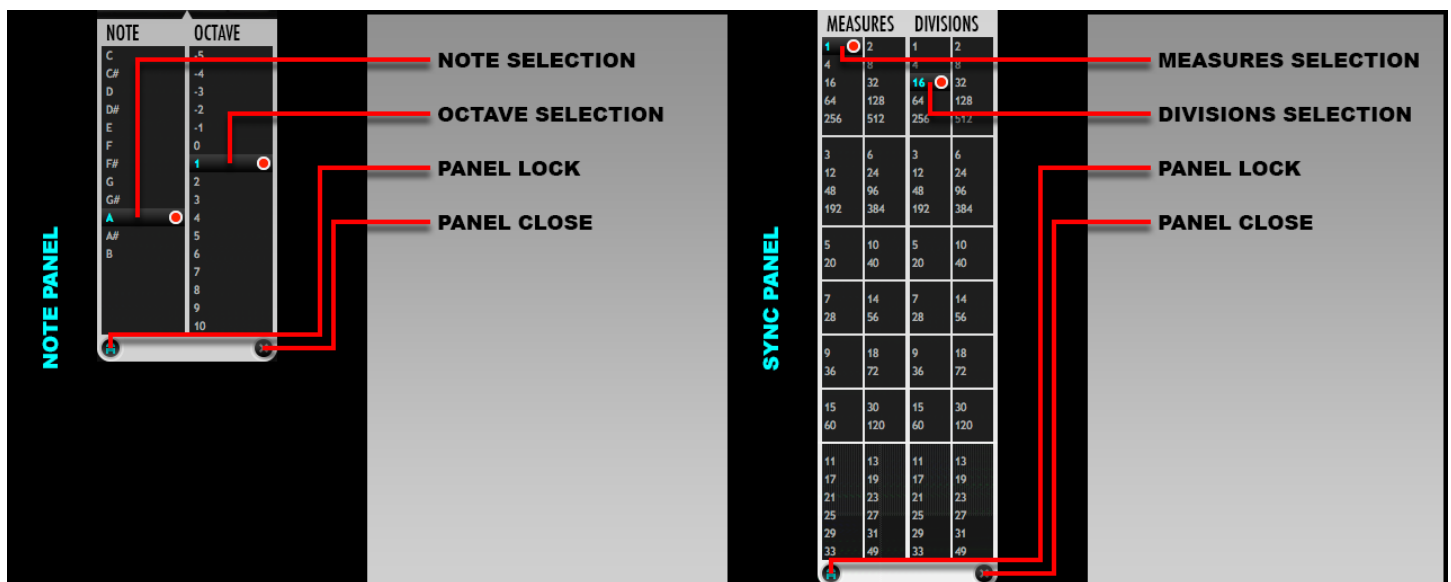 NOTE PANEL
NOTE OCTAVE
C -5
C# -4
D -3
D# -2
E -1
F 0
F# 1
G 2
G# 3
A 4
A# 5
B 6
7
8
9
10
NOTE SELECTION
OCTAVE SELECTION
PANEL LOCK
PANEL CLOSE
SYNC PANEL
MEASURES DIVISIONS
1 2 1 2
4 8 4 8
16 32 16 32
64 128 64 128
256 512 256 512
3 6 3 6
12 24 12 24
48 96 48 96
192 384 192 384
5 10 5 10
20 40 20 40
7 14 7 14
28 56 28 56
9 18 9 18
36 72 36 72
15 30 15 30
60 120 60 120
11 13 11 13
17 19 17 19
21 23 21 23
25 27 25 27
29 31 29 31
33 49 33 49
MEASURES SELECTION
DIVISIONS SELECTION
PANEL LOCK
PANEL CLOSE